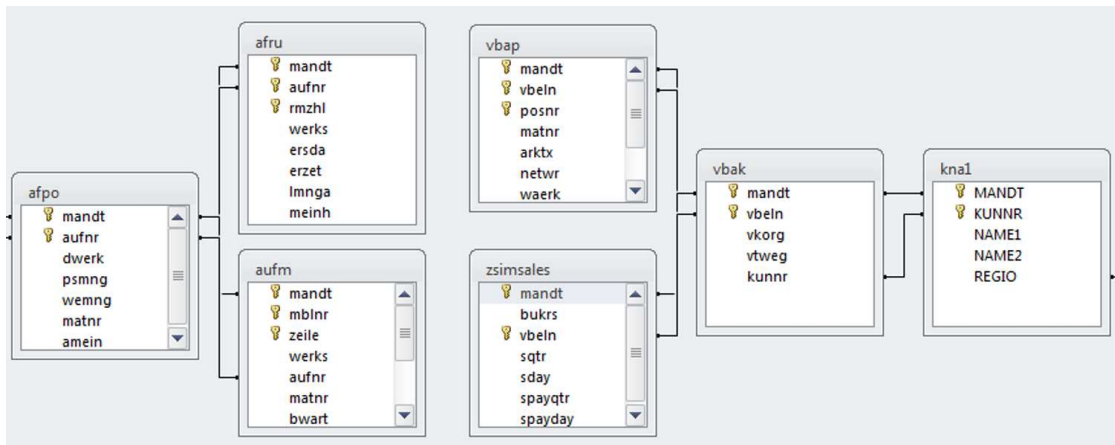 afpo
mandt
aufnr
dwerk
psmng
wemng
matnr
amein
afru
mandt
aufnr
rmzhl
werks
ersda
erzet
lmnga
meinh
aufm
mandt
mblnr
zeile
werks
aufnr
matnr
bwart
vbap
mandt
vbeln
posnr
matnr
arktx
netwr
waerk
zsimsales
mandt
bukrs
vbeln
sqtr
sday
spayqtr
spayday
vbak
mandt
vbeln
vkorg
vtweg
kunnr
kna1
MANDT
KUNNR
NAME1
NAME2
REGIO